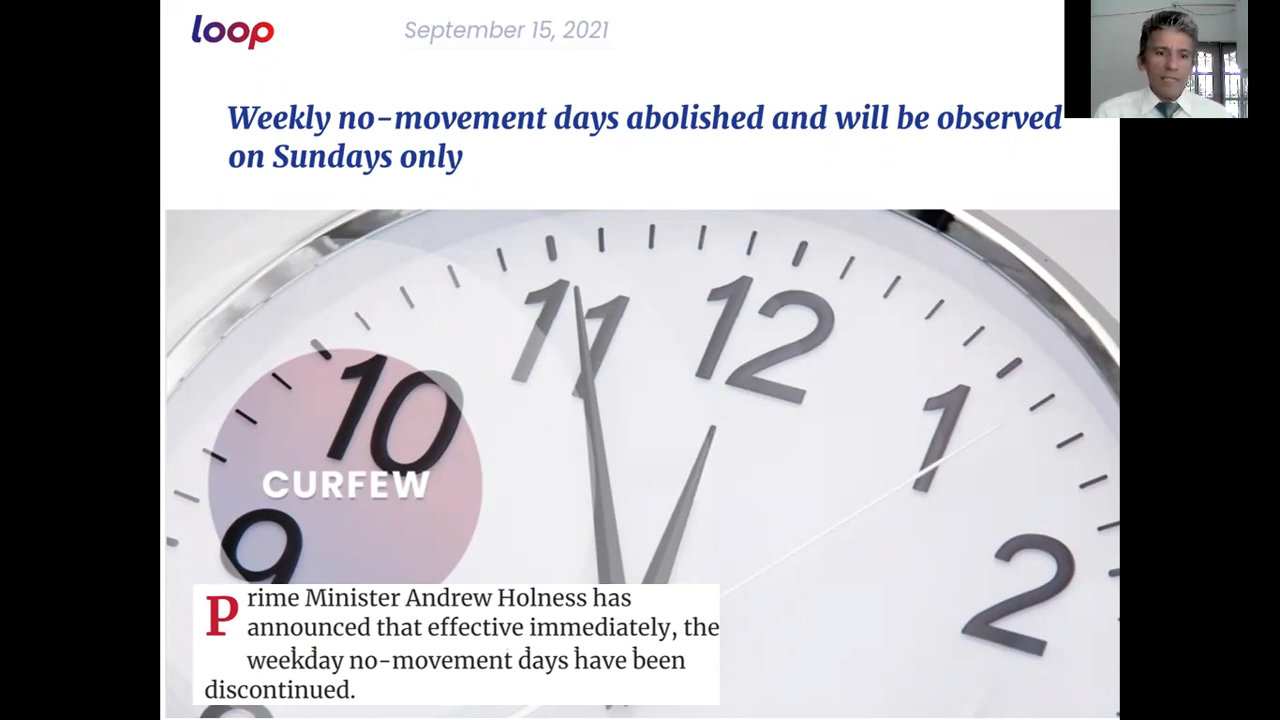 loop
September 15, 2021
Weekly no-movement days abolished and will be observed
on Sundays only
11 12
10 1
CURFEW
9 2
Prime Minister Andrew Holness has
announced that effective immediately, the
weekday no-movement days have been
discontinued.